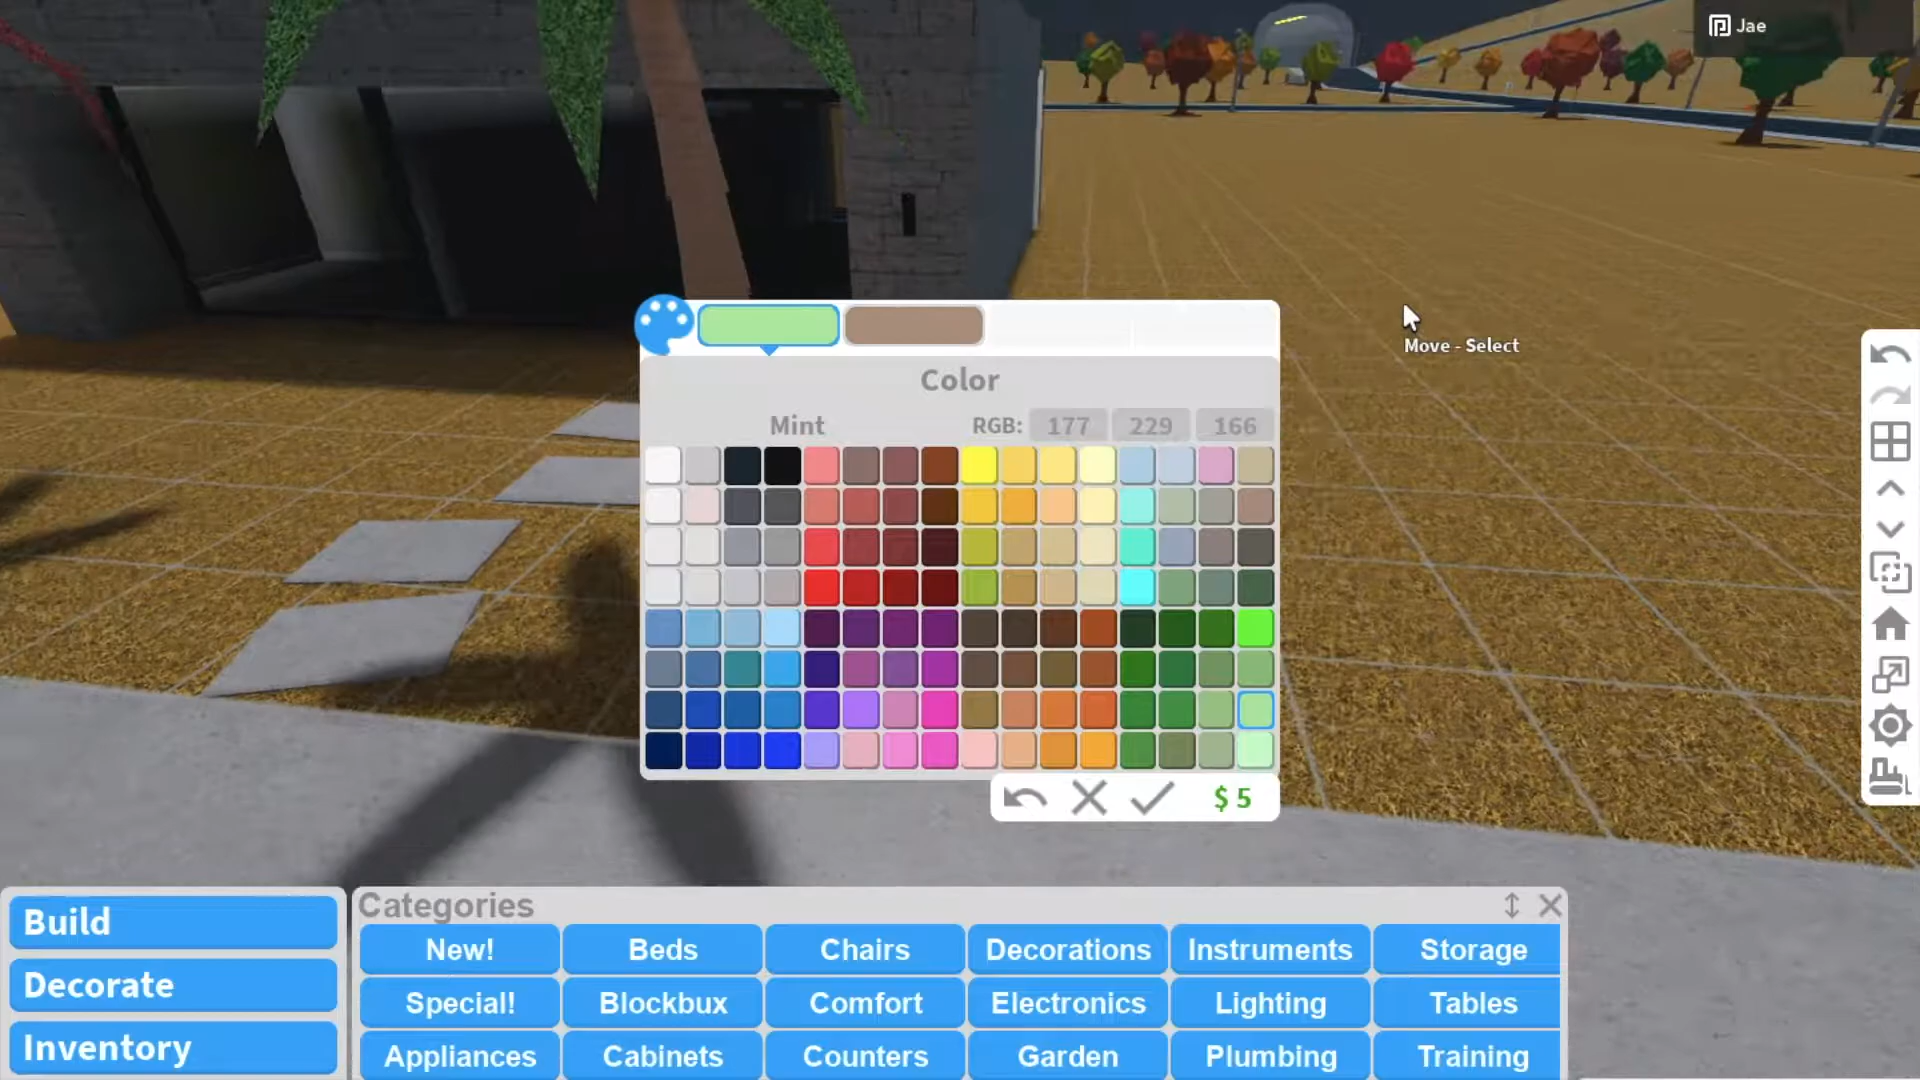 Jae
Move - Select
Color
Mint RGB: 177 229 166
$ 5
Build
Decorate
Inventory
Categories
New! Beds Chairs Decorations Instruments Storage
Special! Blockbux Comfort Electronics Lighting Tables
Appliances Cabinets Counters Garden Plumbing Training